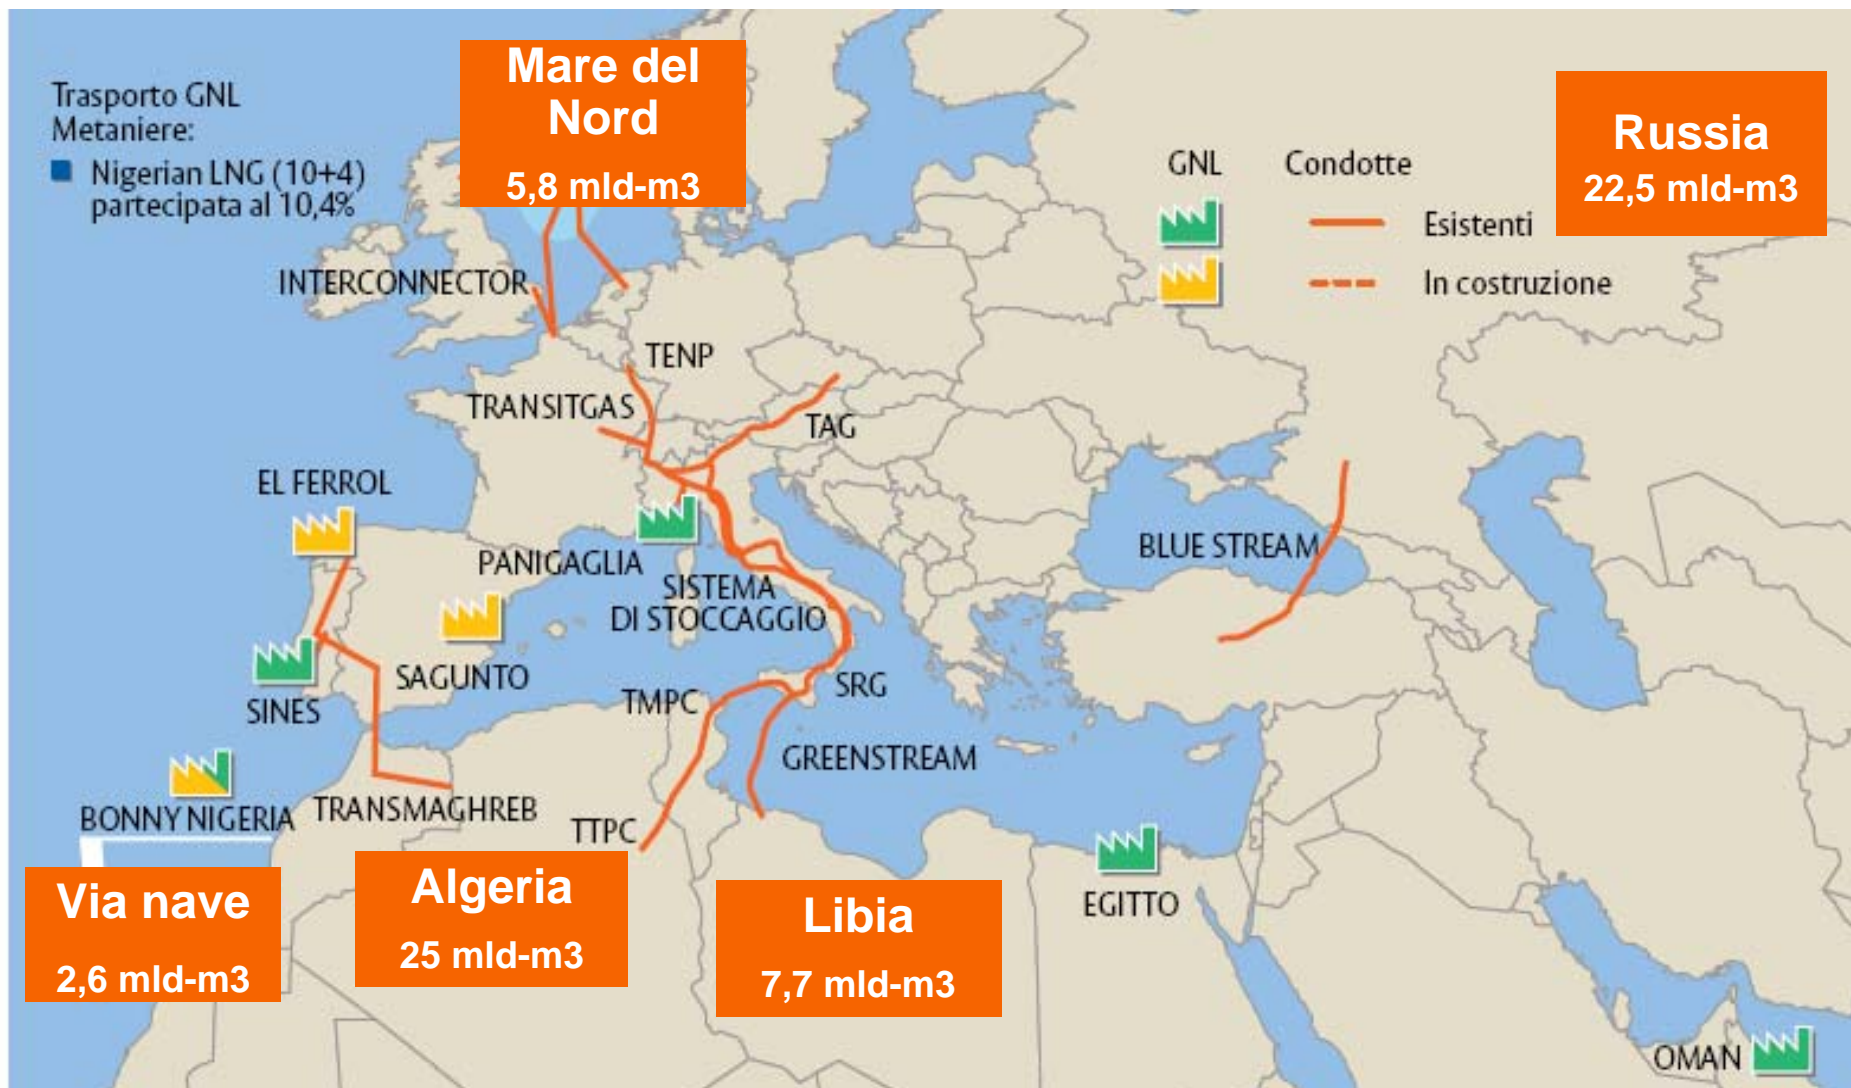 Mare del
Nord
5,8 mld-m3
Russia
22,5 mld-m3
Trasporto GNL
Metaniere:
Nigerian LNG (10+4)
partecipata al 10,4%
GNL
Condotte
Esistenti
In costruzione
INTERCONNECTOR
TENP
TRANSITGAS
TAG
EL FERROL
PANIGAGLIA
BLUE STREAM
SISTEMA
DI STOCCAGGIO
SAGUNTO
SINES
TMPC
SRG
GREENSTREAM
BONNY NIGERIA
TRANSMAGHREB
TTPC
EGITTO
Via nave
2,6 mld-m3
Algeria
25 mld-m3
Libia
7,7 mld-m3
OMAN